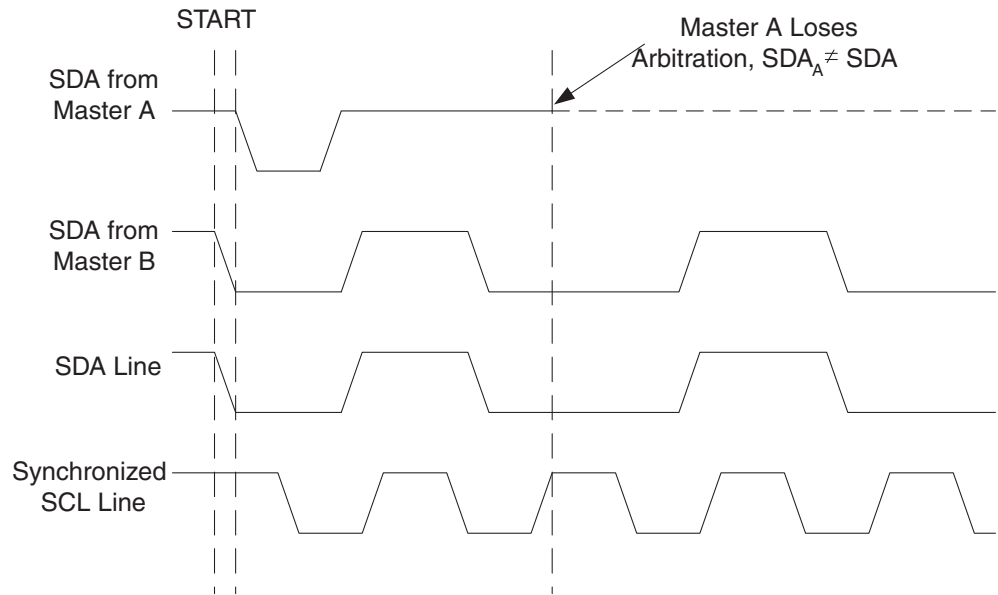 START
Master A Loses
Arbitration, SDA_A ≠ SDA
SDA from
Master A
SDA from
Master B
SDA Line
Synchronized
SCL Line